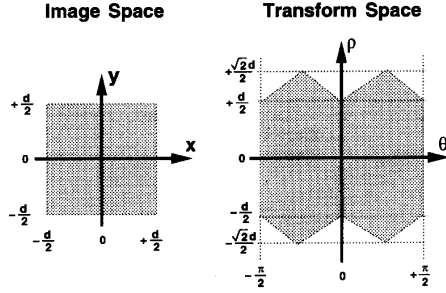 Image Space
Transform Space
y
x
+d/2
0
-d/2
-d/2
0
+d/2
ρ
θ
+√2d/2
+d/2
0
-d/2
-√2d/2
-π/2
0
+π/2